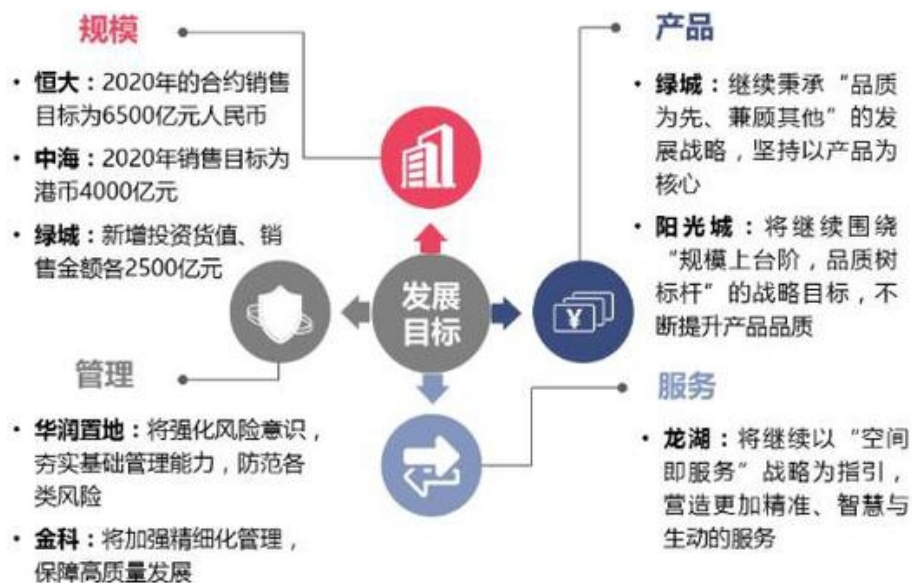 规模
• 恒大：2020年的合约销售
目标为6500亿元人民币
• 中海：2020年销售目标为
港币4000亿元
• 绿城：新增投资货值、销
售金额各2500亿元
产品
• 绿城：继续秉承“品质
为先、兼顾其他”的发
展战略，坚持以产品为
核心
• 阳光城：将继续围绕
“规模上台阶，品质树
标杆”的战略目标，不
断提升产品品质
发展
目标
¥
管理
• 华润置地：将强化风险意识，
夯实基础管理能力，防范各
类风险
• 金科：将加强精细化管理，
保障高质量发展
服务
• 龙湖：将继续以“空间
即服务”战略为指引，
营造更加精准、智慧与
生动的服务